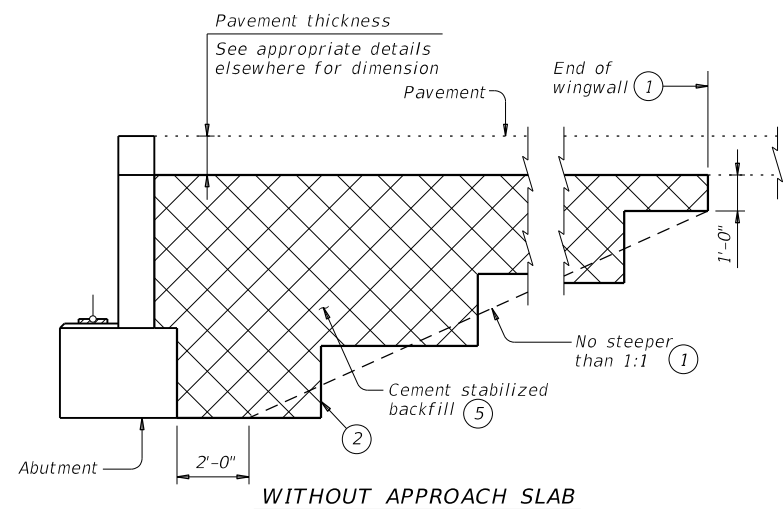 Pavement thickness
See appropriate details
elsewhere for dimension
Pavement
End of
wingwall 1
1'-0"
No steeper
than 1:1 1
Cement stabilized
backfill 5
2
Abutment
2'-0"
WITHOUT APPROACH SLAB